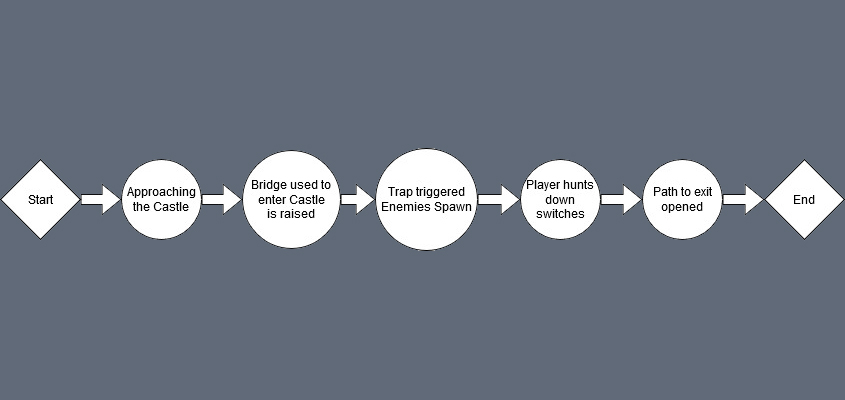 Start
Approaching
the Castle
Bridge used to
enter Castle
is raised
Trap triggered
Enemies Spawn
Player hunts
down
switches
Path to exit
opened
End